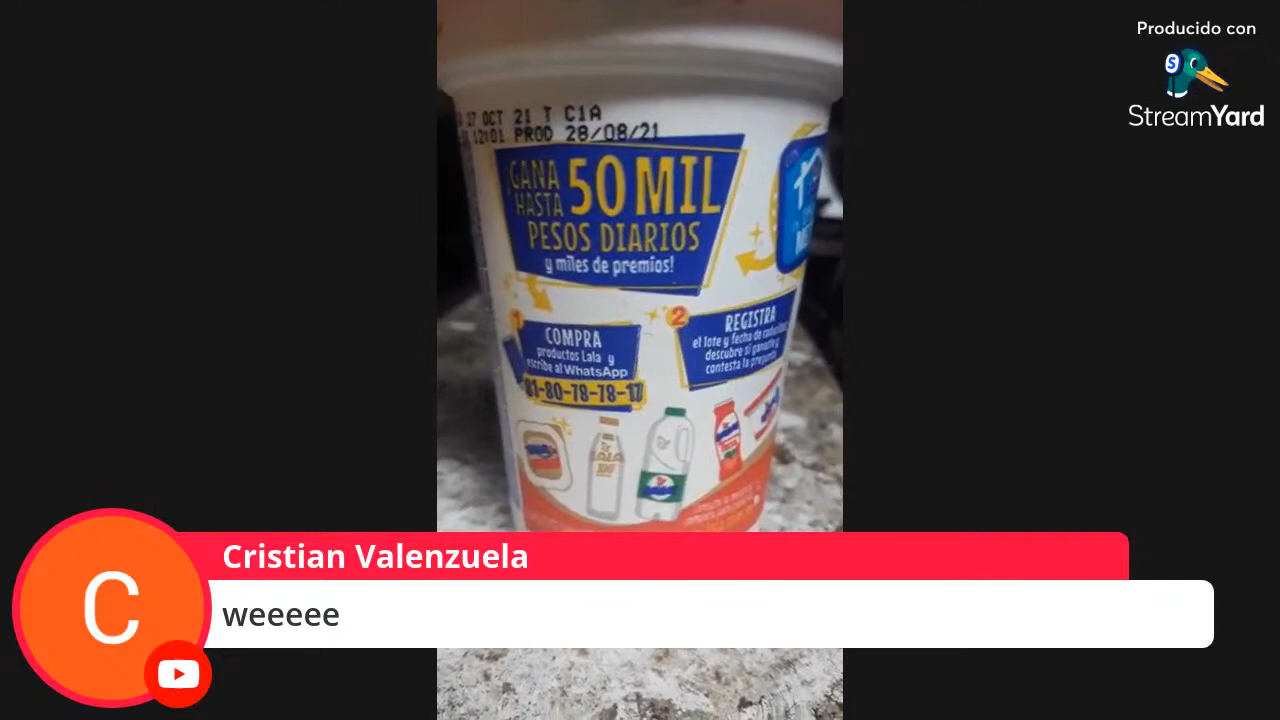 Producido con
StreamYard
27 OCT 21 T C1A
12:01 PROD 28/08/21
¡GANA
HASTA
50 MIL
PESOS DIARIOS
y miles de premios!
1
COMPRA
productos Lala y
escribe al WhatsApp
81-80-78-78-17
2
REGISTRA
el lote y fecha de caducidad
descubre si ganaste y
contesta la pregunta
LALA
100
Cristian Valenzuela
weeeee
C